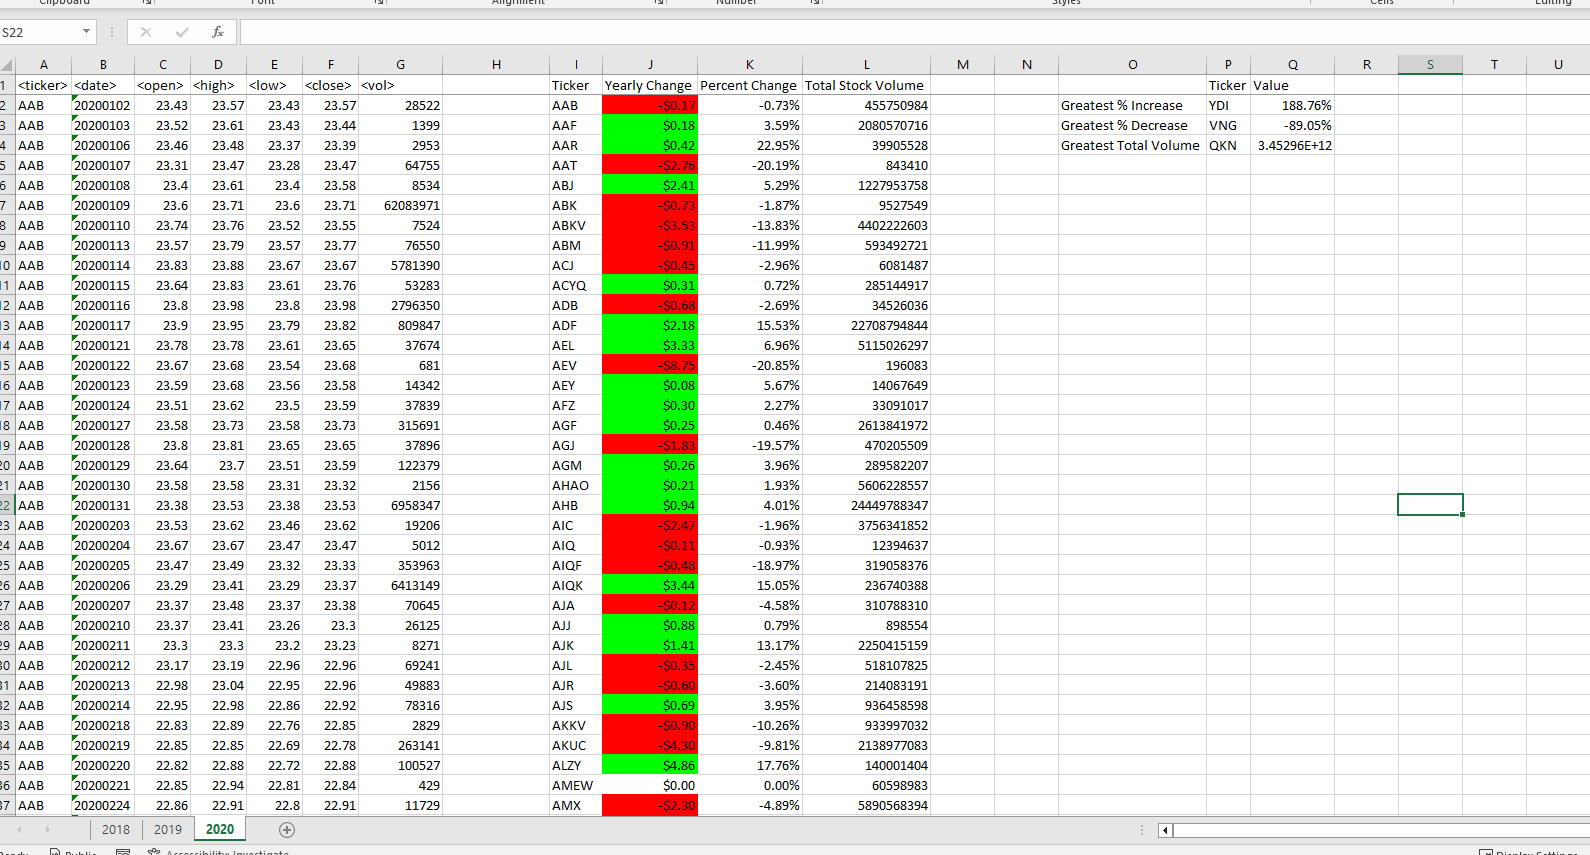 Clipboard Font Alignment Number Styles Cells Editing
S22 fx
A B C D E F G H I J K L M N O P Q R S T U
1 <ticker> <date> <open> <high> <low> <close> <vol> Ticker Yearly Change Percent Change Total Stock Volume Ticker Value
2 AAB 20200102 23.43 23.57 23.43 23.57 28522 AAB -$0.17 -0.73% 455750984 Greatest % Increase YDI 188.76%
3 AAB 20200103 23.52 23.61 23.43 23.44 1399 AAF $0.18 3.59% 2080570716 Greatest % Decrease VNG -89.05%
4 AAB 20200106 23.46 23.48 23.37 23.39 2953 AAR $0.42 22.95% 39905528 Greatest Total Volume QKN 3.45296E+12
5 AAB 20200107 23.31 23.47 23.28 23.47 64755 AAT -$2.76 -20.19% 843410
6 AAB 20200108 23.4 23.61 23.4 23.58 8534 ABJ $2.41 5.29% 1227953758
7 AAB 20200109 23.6 23.71 23.6 23.71 62083971 ABK -$0.73 -1.87% 9527549
8 AAB 20200110 23.74 23.76 23.52 23.55 7524 ABKV -$3.53 -13.83% 4402222603
9 AAB 20200113 23.57 23.79 23.57 23.77 76550 ABM -$0.91 -11.99% 593492721
10 AAB 20200114 23.83 23.88 23.67 23.67 5781390 ACJ -$0.45 -2.96% 6081487
11 AAB 20200115 23.64 23.83 23.61 23.76 53283 ACYQ $0.31 0.72% 285144917
12 AAB 20200116 23.8 23.98 23.8 23.98 2796350 ADB -$0.68 -2.69% 34526036
13 AAB 20200117 23.9 23.95 23.79 23.82 809847 ADF $2.18 15.53% 22708794844
14 AAB 20200121 23.78 23.78 23.61 23.65 37674 AEL $3.33 6.96% 5115026297
15 AAB 20200122 23.67 23.68 23.54 23.68 681 AEV -$8.75 -20.85% 196083
16 AAB 20200123 23.59 23.68 23.56 23.58 14342 AEY $0.08 5.67% 14067649
17 AAB 20200124 23.51 23.62 23.5 23.59 37839 AFZ $0.30 2.27% 33091017
18 AAB 20200127 23.58 23.73 23.58 23.73 315691 AGF $0.25 0.46% 2613841972
19 AAB 20200128 23.8 23.81 23.65 23.65 37896 AGJ -$1.83 -19.57% 470205509
20 AAB 20200129 23.64 23.7 23.51 23.59 122379 AGM $0.26 3.96% 289582207
21 AAB 20200130 23.58 23.58 23.31 23.32 2156 AHAO $0.21 1.93% 5606228557
22 AAB 20200131 23.38 23.53 23.38 23.53 6958347 AHB $0.94 4.01% 24449788347
23 AAB 20200203 23.53 23.62 23.46 23.62 19206 AIC -$2.47 -1.96% 3756341852
24 AAB 20200204 23.67 23.67 23.47 23.47 5012 AIQ -$0.11 -0.93% 12394637
25 AAB 20200205 23.47 23.49 23.32 23.33 353963 AIQF -$0.48 -18.97% 319058376
26 AAB 20200206 23.29 23.41 23.29 23.37 6413149 AIQK $3.44 15.05% 236740388
27 AAB 20200207 23.37 23.48 23.37 23.38 70645 AJA -$0.12 -4.58% 310788310
28 AAB 20200210 23.37 23.41 23.26 23.3 26125 AJJ $0.88 0.79% 898554
29 AAB 20200211 23.3 23.3 23.2 23.23 8271 AJK $1.41 13.17% 2250415159
30 AAB 20200212 23.17 23.19 22.96 22.96 69241 AJL -$0.35 -2.45% 518107825
31 AAB 20200213 22.98 23.04 22.95 22.96 49883 AJR -$0.60 -3.60% 214083191
32 AAB 20200214 22.95 22.98 22.86 22.92 78316 AJS $0.69 3.95% 936458598
33 AAB 20200218 22.83 22.89 22.76 22.85 2829 AKKV -$0.90 -10.26% 933997032
34 AAB 20200219 22.85 22.85 22.69 22.78 263141 AKUC -$4.30 -9.81% 2138977083
35 AAB 20200220 22.82 22.88 22.72 22.88 100527 ALZY $4.86 17.76% 140001404
36 AAB 20200221 22.85 22.94 22.81 22.84 429 AMEW $0.00 0.00% 60598983
37 AAB 20200224 22.86 22.91 22.8 22.91 11729 AMX -$2.30 -4.89% 5890568394
2018 2019 2020
Ready Public Accessibility: Investigate Display Settings